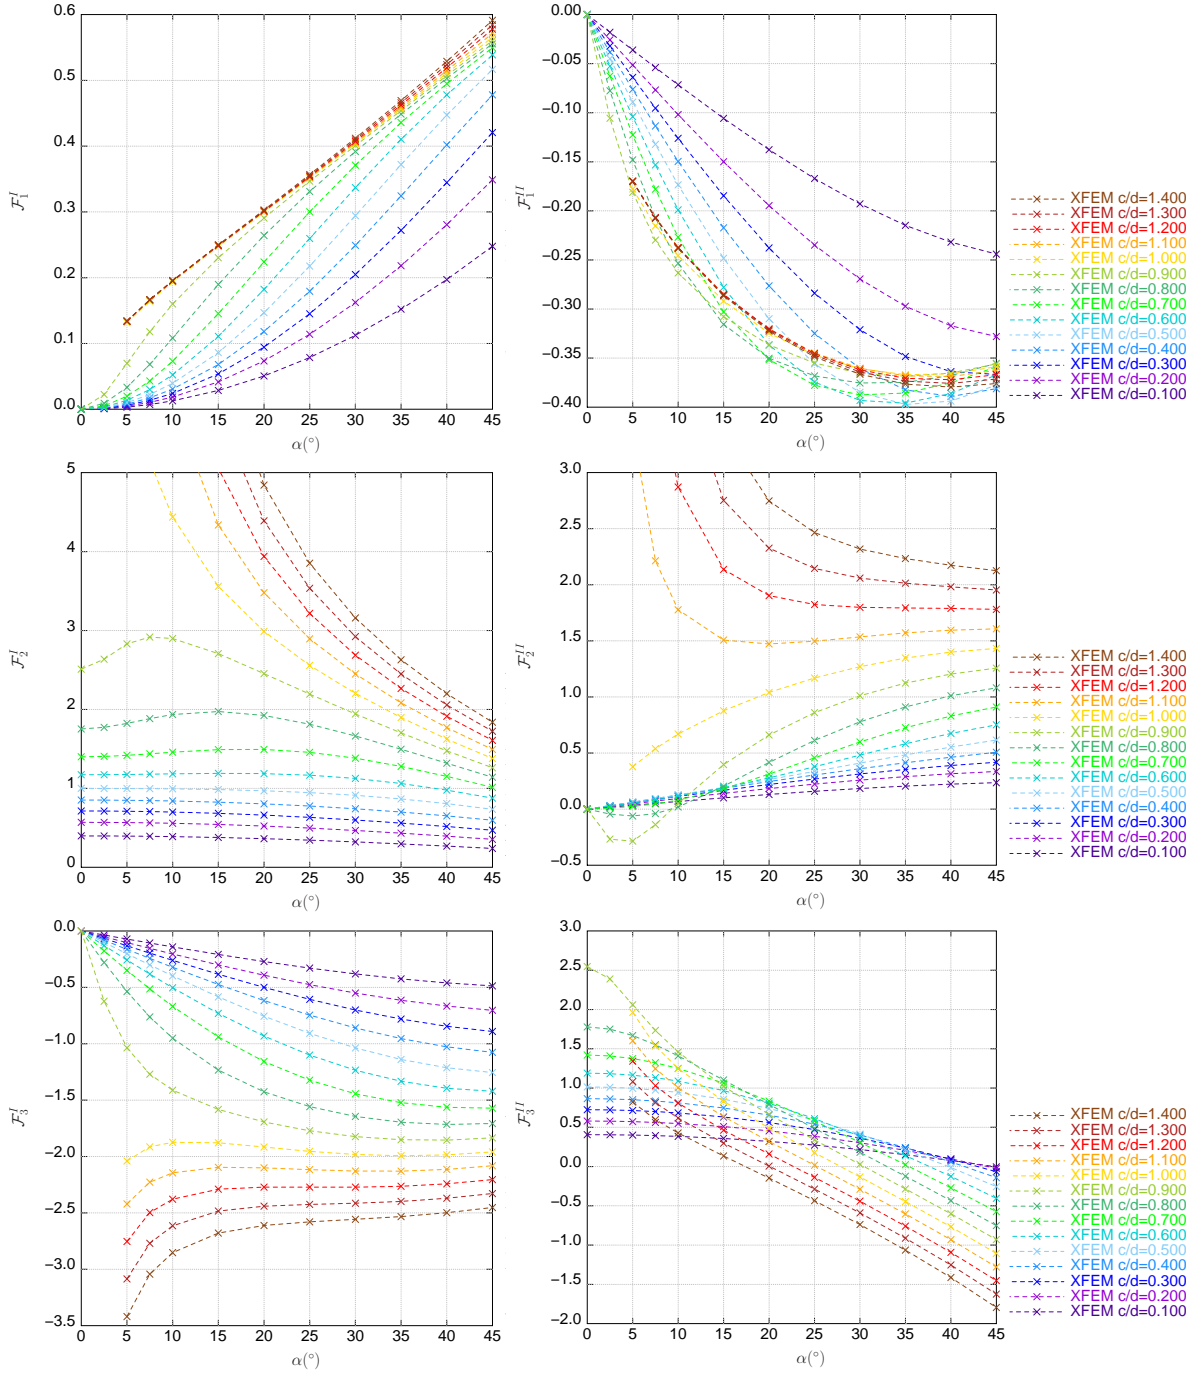 0.6
0.5
0.4
0.3
0.2
0.1
0.0
0 5 10 15 20 25 30 35 40 45
α(°)
𝓕₁ᴵ
0.00
−0.05
−0.10
−0.15
−0.20
−0.25
−0.30
−0.35
−0.40
0 5 10 15 20 25 30 35 40 45
α(°)
𝓕₁ᴵᴵ
XFEM c/d=1.400
XFEM c/d=1.300
XFEM c/d=1.200
XFEM c/d=1.100
XFEM c/d=1.000
XFEM c/d=0.900
XFEM c/d=0.800
XFEM c/d=0.700
XFEM c/d=0.600
XFEM c/d=0.500
XFEM c/d=0.400
XFEM c/d=0.300
XFEM c/d=0.200
XFEM c/d=0.100
5
4
3
2
1
0
0 5 10 15 20 25 30 35 40 45
α(°)
𝓕₂ᴵ
3.0
2.5
2.0
1.5
1.0
0.5
0.0
−0.5
0 5 10 15 20 25 30 35 40 45
α(°)
𝓕₂ᴵᴵ
XFEM c/d=1.400
XFEM c/d=1.300
XFEM c/d=1.200
XFEM c/d=1.100
XFEM c/d=1.000
XFEM c/d=0.900
XFEM c/d=0.800
XFEM c/d=0.700
XFEM c/d=0.600
XFEM c/d=0.500
XFEM c/d=0.400
XFEM c/d=0.300
XFEM c/d=0.200
XFEM c/d=0.100
0.0
−0.5
−1.0
−1.5
−2.0
−2.5
−3.0
−3.5
0 5 10 15 20 25 30 35 40 45
α(°)
𝓕₃ᴵ
3.0
2.5
2.0
1.5
1.0
0.5
0.0
−0.5
−1.0
−1.5
−2.0
0 5 10 15 20 25 30 35 40 45
α(°)
𝓕₃ᴵᴵ
XFEM c/d=1.400
XFEM c/d=1.300
XFEM c/d=1.200
XFEM c/d=1.100
XFEM c/d=1.000
XFEM c/d=0.900
XFEM c/d=0.800
XFEM c/d=0.700
XFEM c/d=0.600
XFEM c/d=0.500
XFEM c/d=0.400
XFEM c/d=0.300
XFEM c/d=0.200
XFEM c/d=0.100